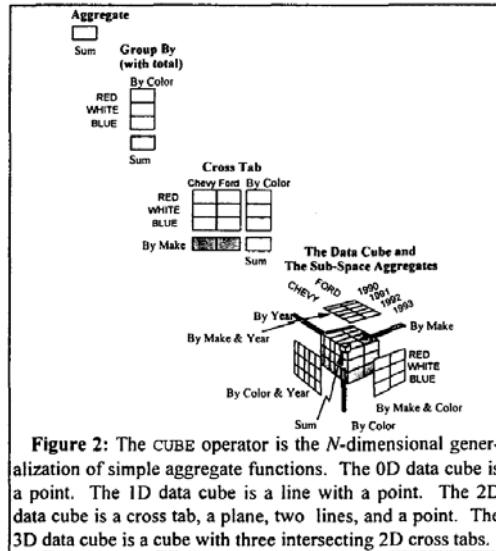 Aggregate
Sum
Group By
(with total)
By Color
RED
WHITE
BLUE
Sum
Cross Tab
Chevy Ford By Color
RED
WHITE
BLUE
By Make
Sum
The Data Cube and
The Sub-Space Aggregates
CHEVY
FORD
1990
1991
1992
1993
By Year
By Make
By Make & Year
RED
WHITE
BLUE
By Color & Year
By Make & Color
Sum
By Color
Figure 2: The CUBE operator is the N-dimensional gener-
alization of simple aggregate functions. The 0D data cube is
a point. The 1D data cube is a line with a point. The 2D
data cube is a cross tab, a plane, two lines, and a point. The
3D data cube is a cube with three intersecting 2D cross tabs.